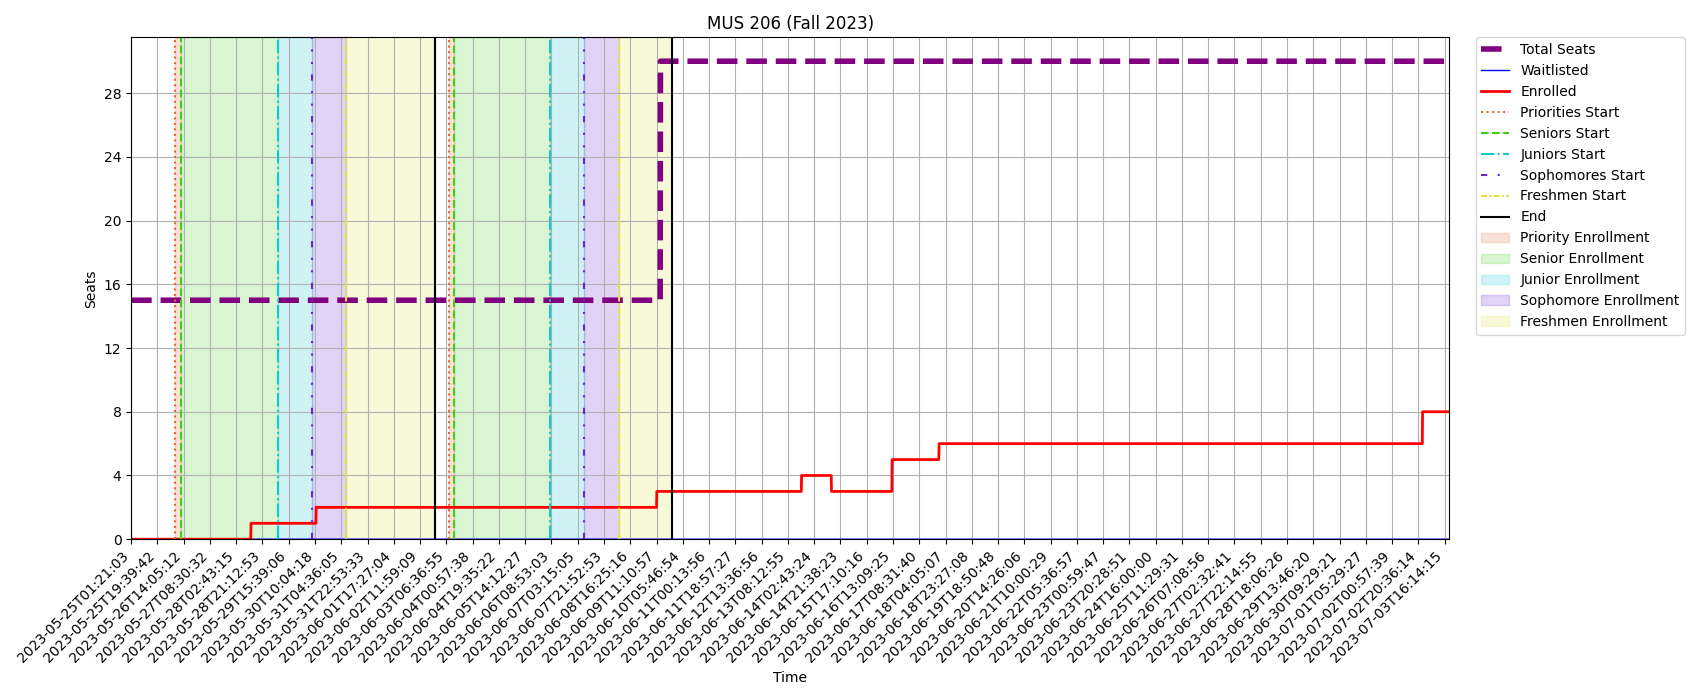 MUS 206 (Fall 2023)
Total Seats
Waitlisted
Enrolled
Priorities Start
Seniors Start
Juniors Start
Sophomores Start
Freshmen Start
End
Priority Enrollment
Senior Enrollment
Junior Enrollment
Sophomore Enrollment
Freshmen Enrollment
Seats
28
24
20
16
12
8
4
0
2023-05-25T01:21:03
2023-05-25T19:39:42
2023-05-26T14:05:12
2023-05-27T08:30:32
2023-05-28T02:43:15
2023-05-28T21:12:53
2023-05-29T15:39:06
2023-05-30T10:04:18
2023-05-31T04:36:05
2023-05-31T22:53:33
2023-06-01T17:27:04
2023-06-02T11:59:09
2023-06-03T06:36:55
2023-06-04T00:57:38
2023-06-04T19:35:22
2023-06-05T14:12:27
2023-06-06T08:53:03
2023-06-07T03:15:05
2023-06-07T21:52:53
2023-06-08T16:25:16
2023-06-09T11:10:57
2023-06-10T05:46:54
2023-06-11T00:13:56
2023-06-11T18:57:27
2023-06-12T13:36:56
2023-06-13T08:12:55
2023-06-14T02:43:24
2023-06-14T21:38:23
2023-06-15T17:10:16
2023-06-16T13:09:25
2023-06-17T08:31:40
2023-06-18T04:05:07
2023-06-18T23:27:08
2023-06-19T18:50:48
2023-06-20T14:26:06
2023-06-21T10:00:29
2023-06-22T05:36:57
2023-06-23T00:59:47
2023-06-23T20:28:51
2023-06-24T16:00:00
2023-06-25T11:29:31
2023-06-26T07:08:56
2023-06-27T02:32:41
2023-06-27T22:14:55
2023-06-28T18:06:26
2023-06-29T13:46:20
2023-06-30T09:29:21
2023-07-01T05:29:27
2023-07-02T00:57:39
2023-07-02T20:36:14
2023-07-03T16:14:15
Time